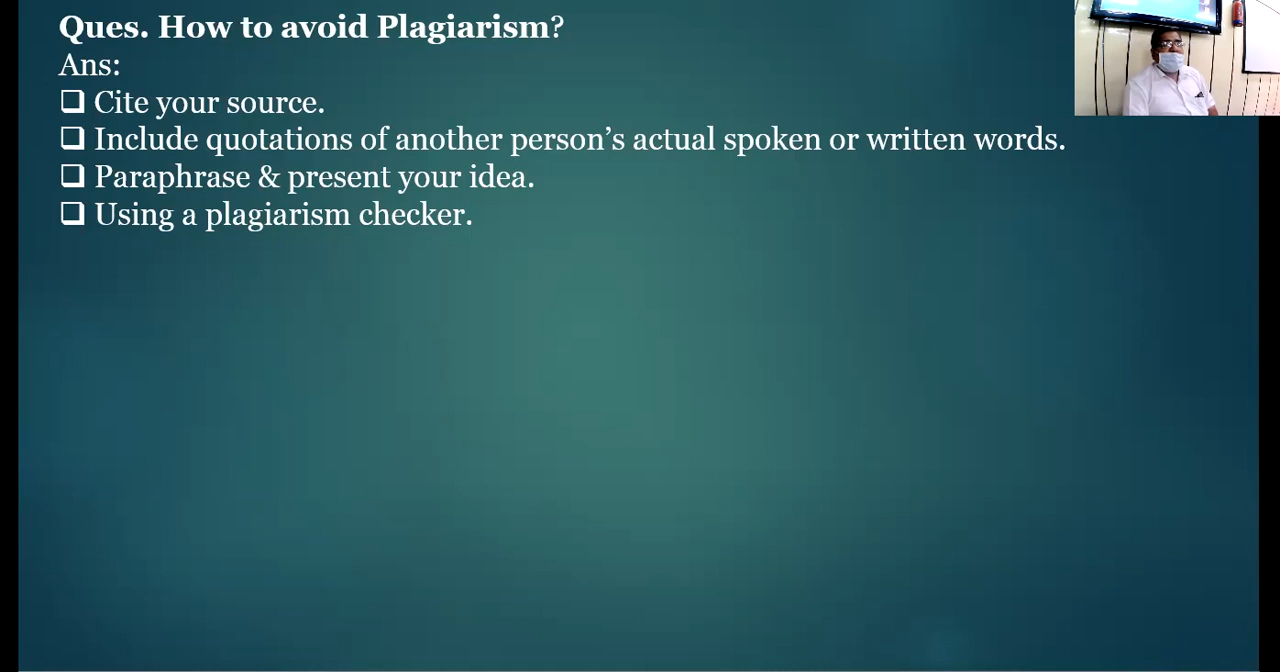 Ques. How to avoid Plagiarism?
Ans:
❑ Cite your source.
❑ Include quotations of another person’s actual spoken or written words.
❑ Paraphrase & present your idea.
❑ Using a plagiarism checker.